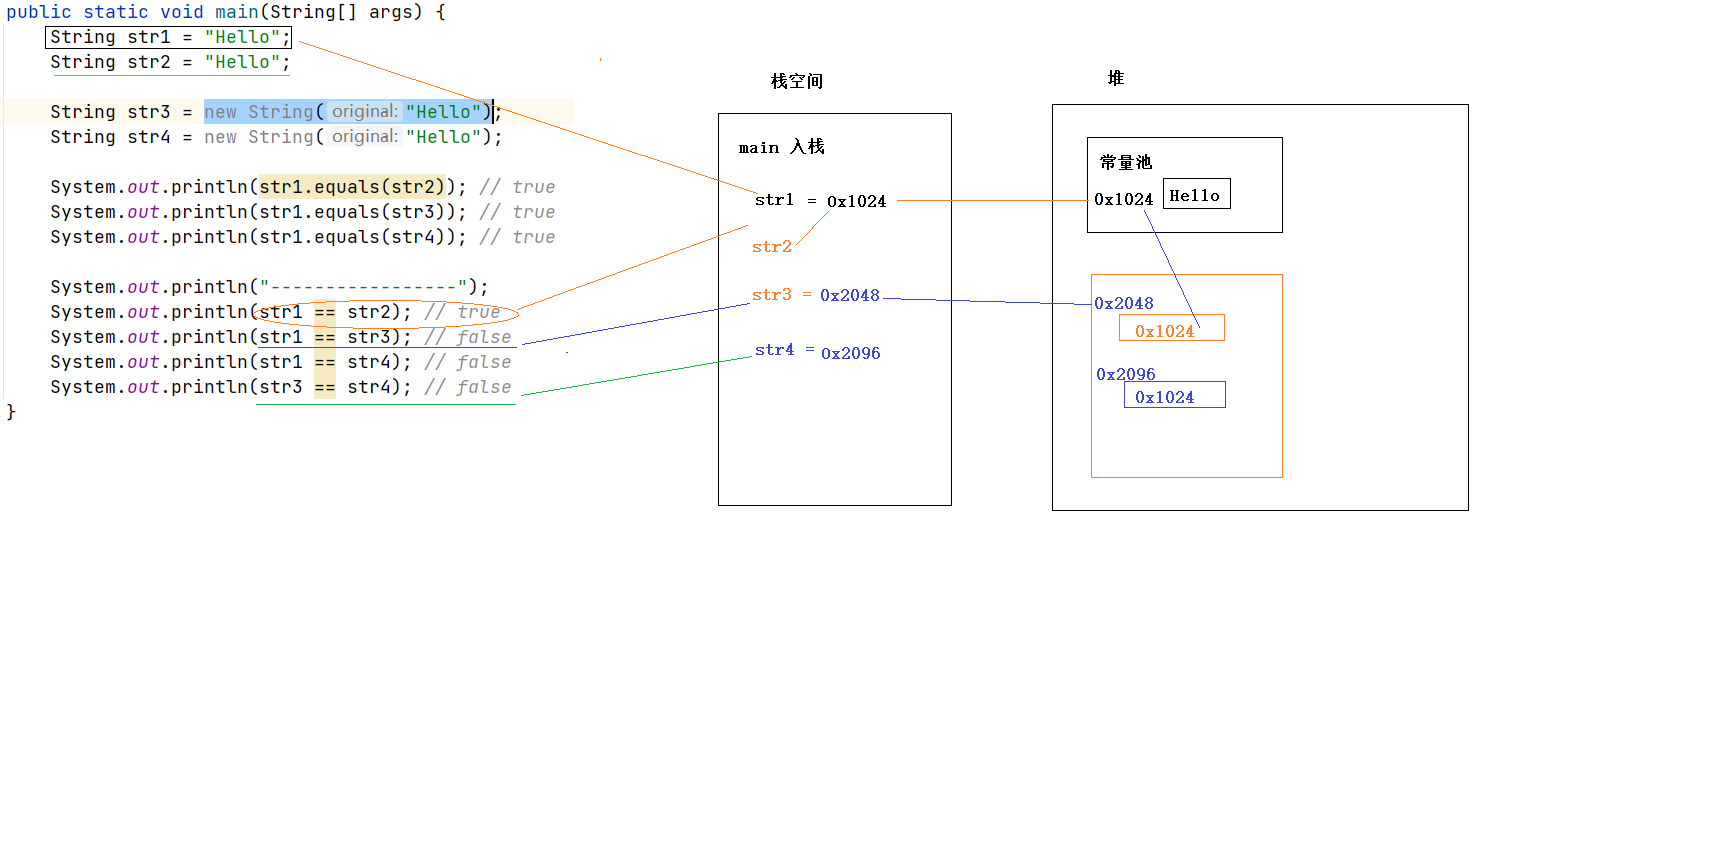 public static void main(String[] args) {
String str1 = "Hello";
String str2 = "Hello";
String str3 = new String( original: "Hello");
String str4 = new String( original: "Hello");
System.out.println(str1.equals(str2)); // true
System.out.println(str1.equals(str3)); // true
System.out.println(str1.equals(str4)); // true
System.out.println("-----------------");
System.out.println(str1 == str2); // true
System.out.println(str1 == str3); // false
System.out.println(str1 == str4); // false
System.out.println(str3 == str4); // false
}
栈空间
main 入栈
str1 = 0x1024
str2
str3 = 0x2048
str4 = 0x2096
堆
常量池
0x1024 Hello
0x2048
0x1024
0x2096
0x1024